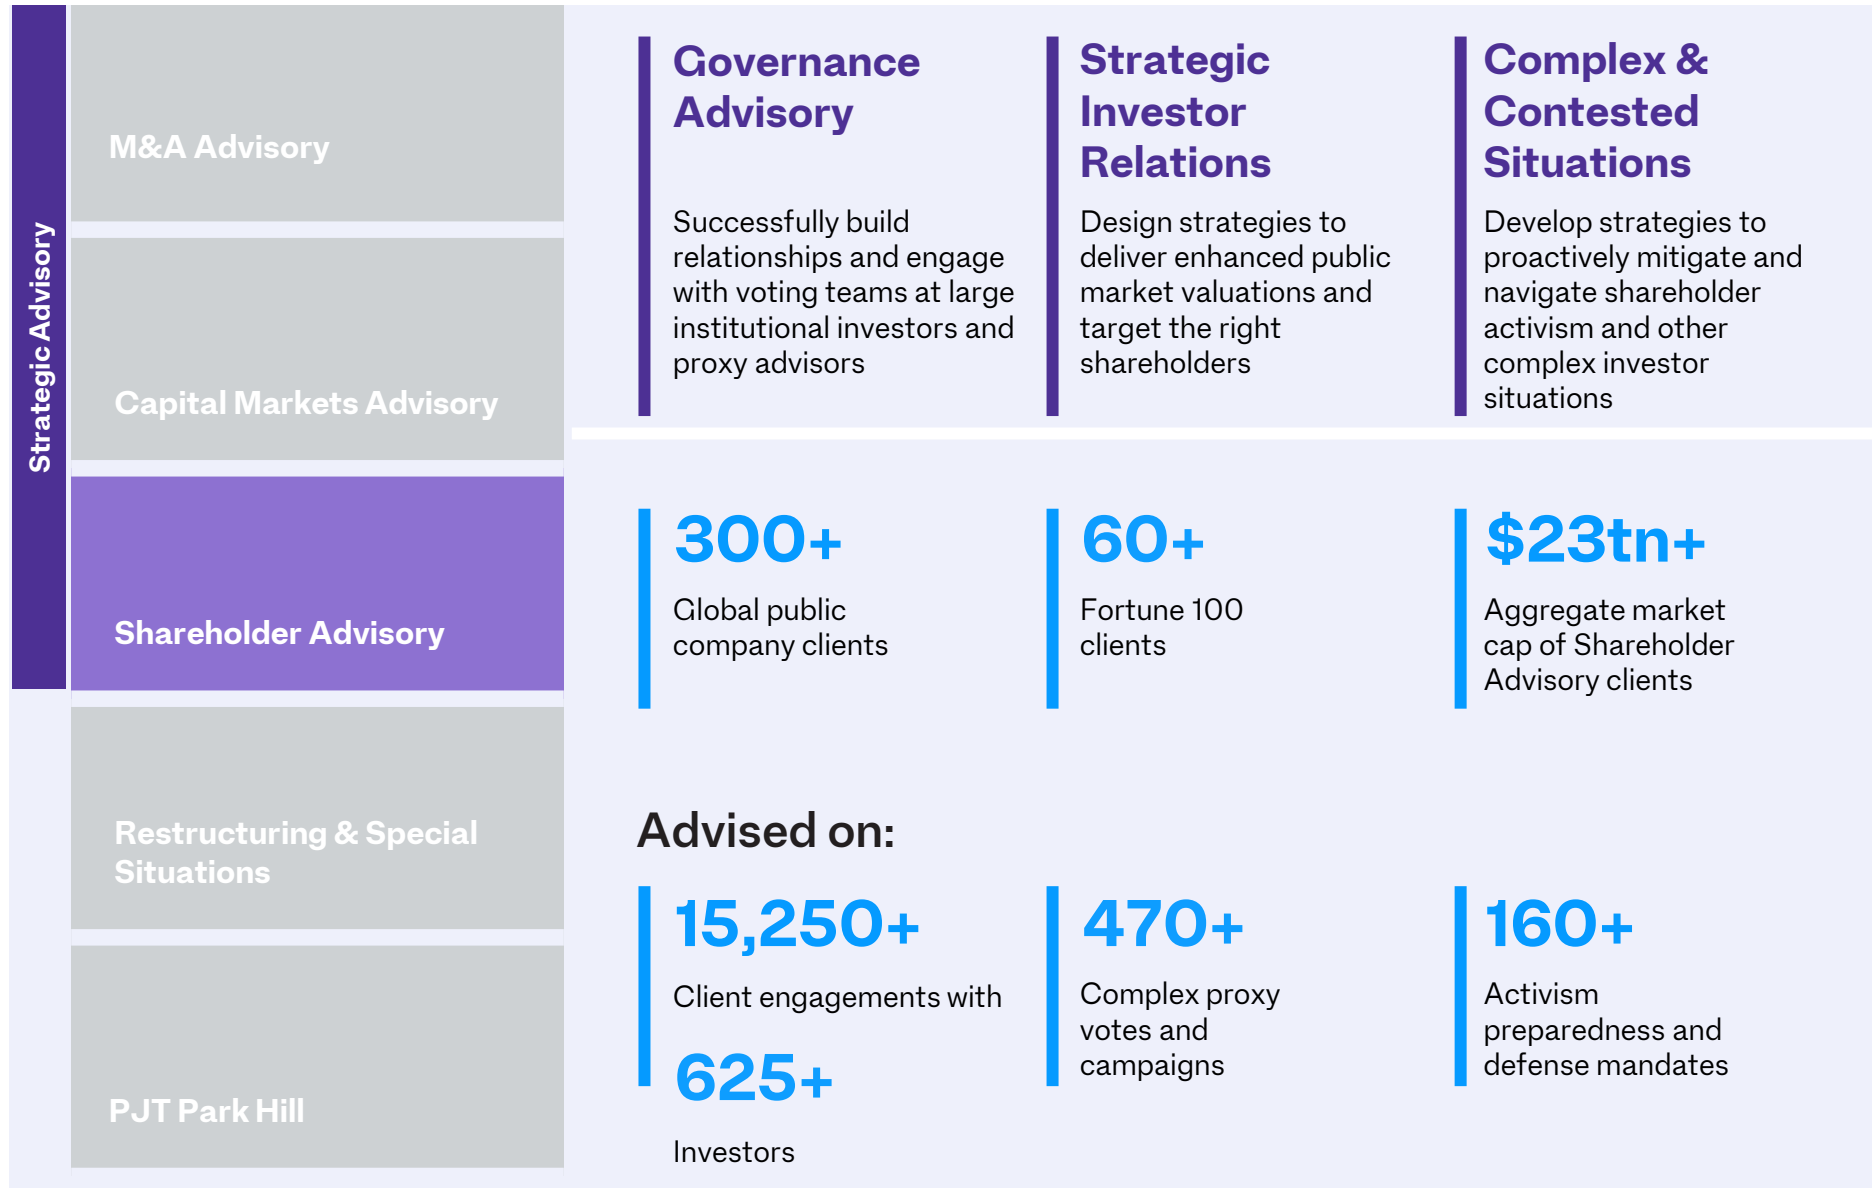 Strategic Advisory
M&A Advisory
Capital Markets Advisory
Shareholder Advisory
Restructuring & Special
Situations
PJT Park Hill
Governance
Advisory
Successfully build
relationships and engage
with voting teams at large
institutional investors and
proxy advisors
Strategic
Investor
Relations
Design strategies to
deliver enhanced public
market valuations and
target the right
shareholders
Complex &
Contested
Situations
Develop strategies to
proactively mitigate and
navigate shareholder
activism and other
complex investor
situations
300+
Global public
company clients
60+
Fortune 100
clients
$23tn+
Aggregate market
cap of Shareholder
Advisory clients
Advised on:
15,250+
Client engagements with
625+
Investors
470+
Complex proxy
votes and
campaigns
160+
Activism
preparedness and
defense mandates